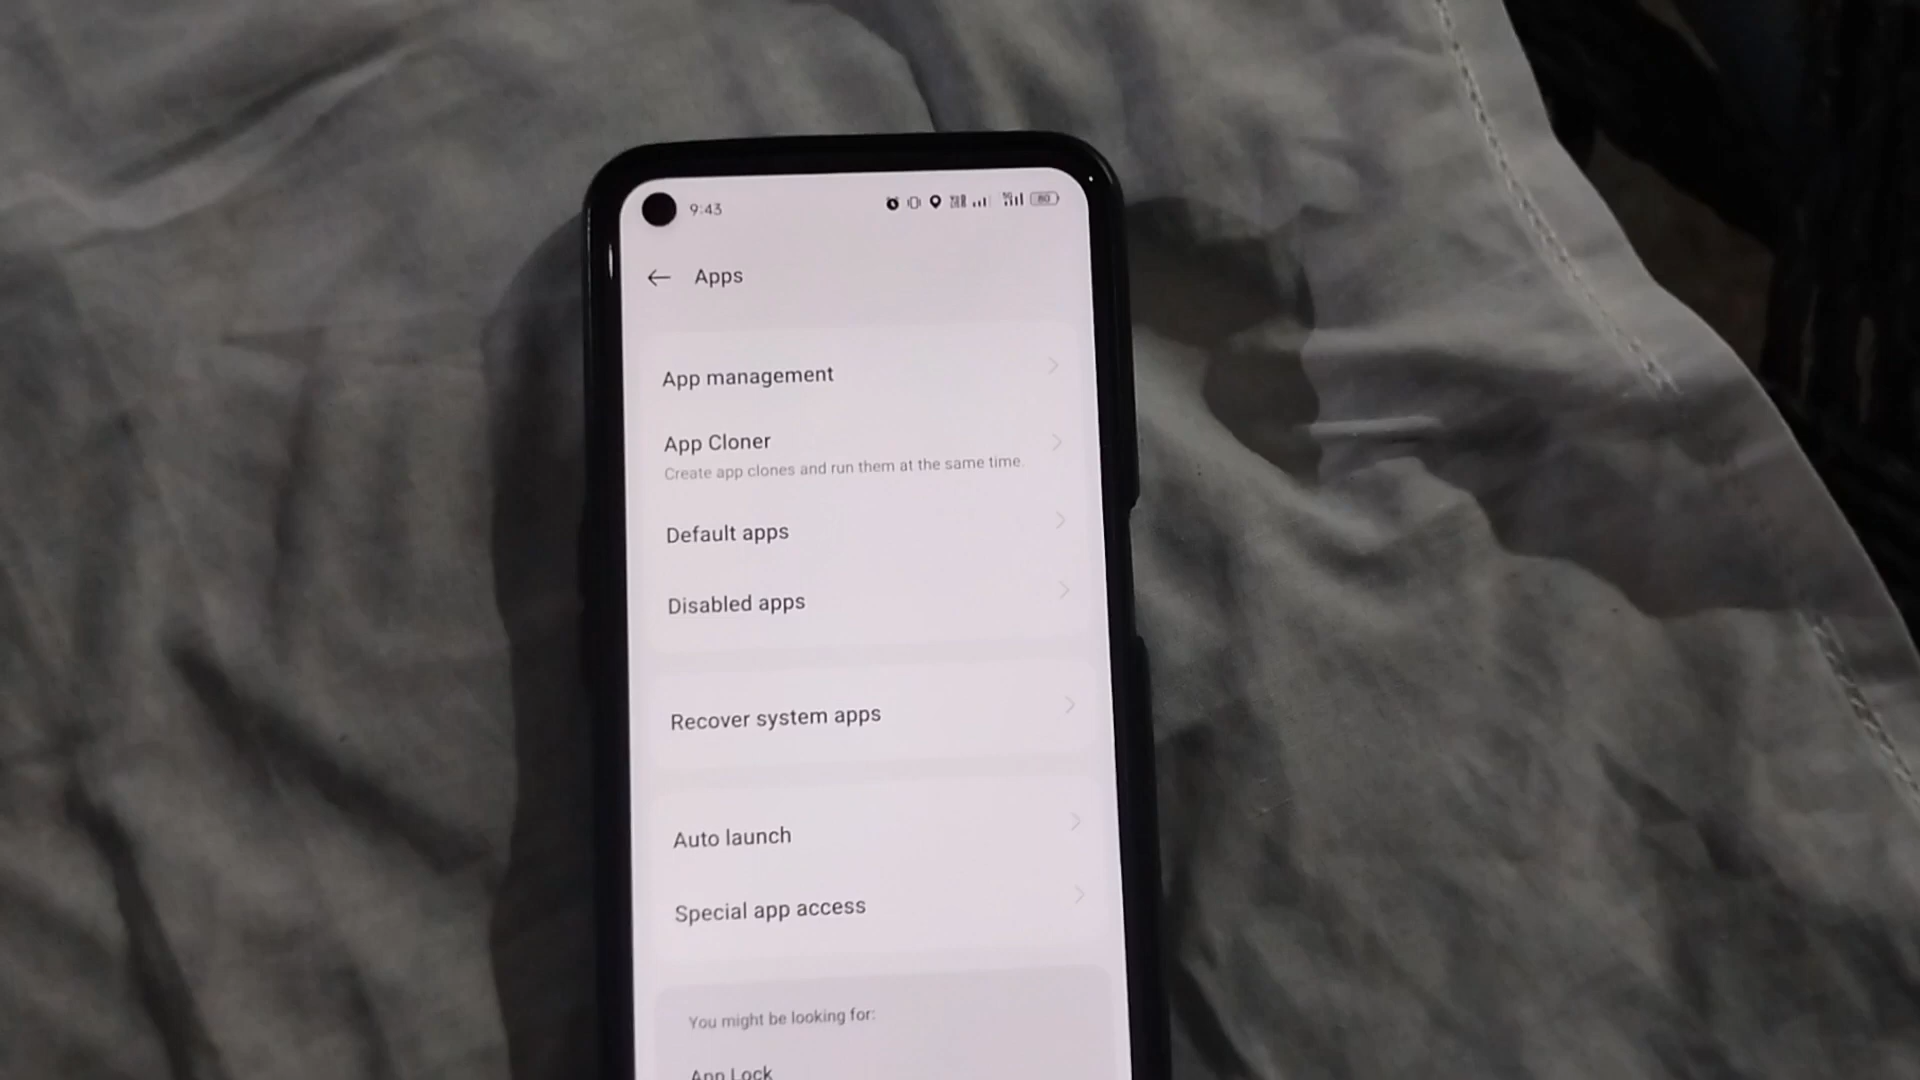 9:43
80
Apps
App management
App Cloner
Create app clones and run them at the same time.
Default apps
Disabled apps
Recover system apps
Auto launch
Special app access
You might be looking for:
App Lock